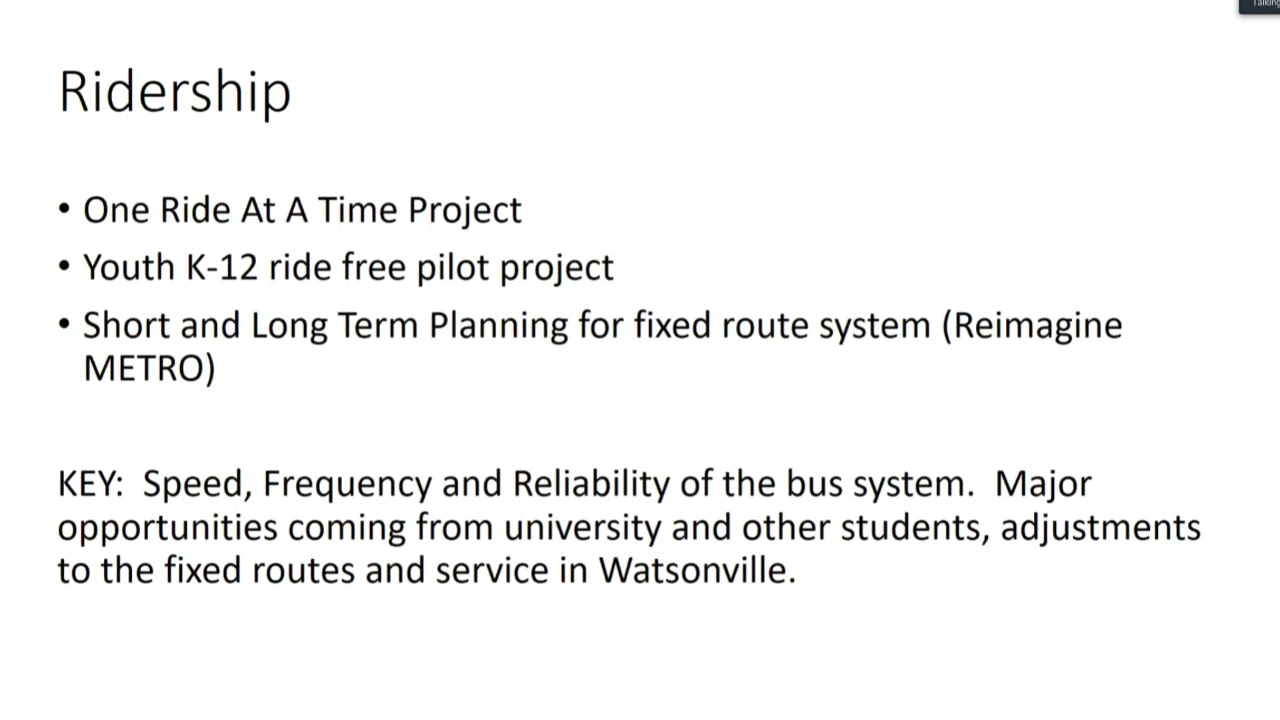 Ridership
• One Ride At A Time Project
• Youth K-12 ride free pilot project
• Short and Long Term Planning for fixed route system (Reimagine
METRO)
KEY:  Speed, Frequency and Reliability of the bus system.  Major
opportunities coming from university and other students, adjustments
to the fixed routes and service in Watsonville.